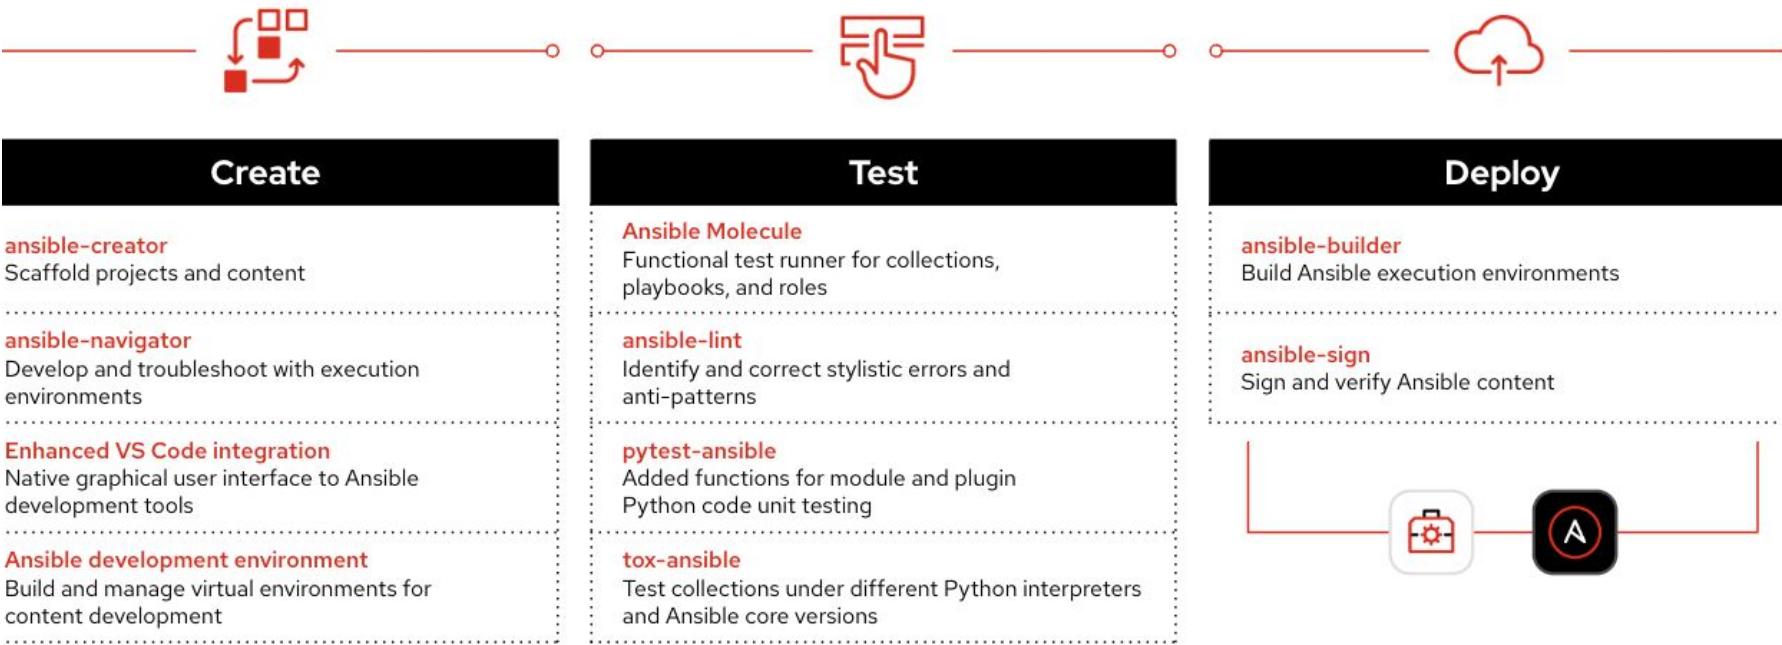 Create
ansible-creator
Scaffold projects and content
ansible-navigator
Develop and troubleshoot with execution
environments
Enhanced VS Code integration
Native graphical user interface to Ansible
development tools
Ansible development environment
Build and manage virtual environments for
content development
Test
Ansible Molecule
Functional test runner for collections,
playbooks, and roles
ansible-lint
Identify and correct stylistic errors and
anti-patterns
pytest-ansible
Added functions for module and plugin
Python code unit testing
tox-ansible
Test collections under different Python interpreters
and Ansible core versions
Deploy
ansible-builder
Build Ansible execution environments
ansible-sign
Sign and verify Ansible content